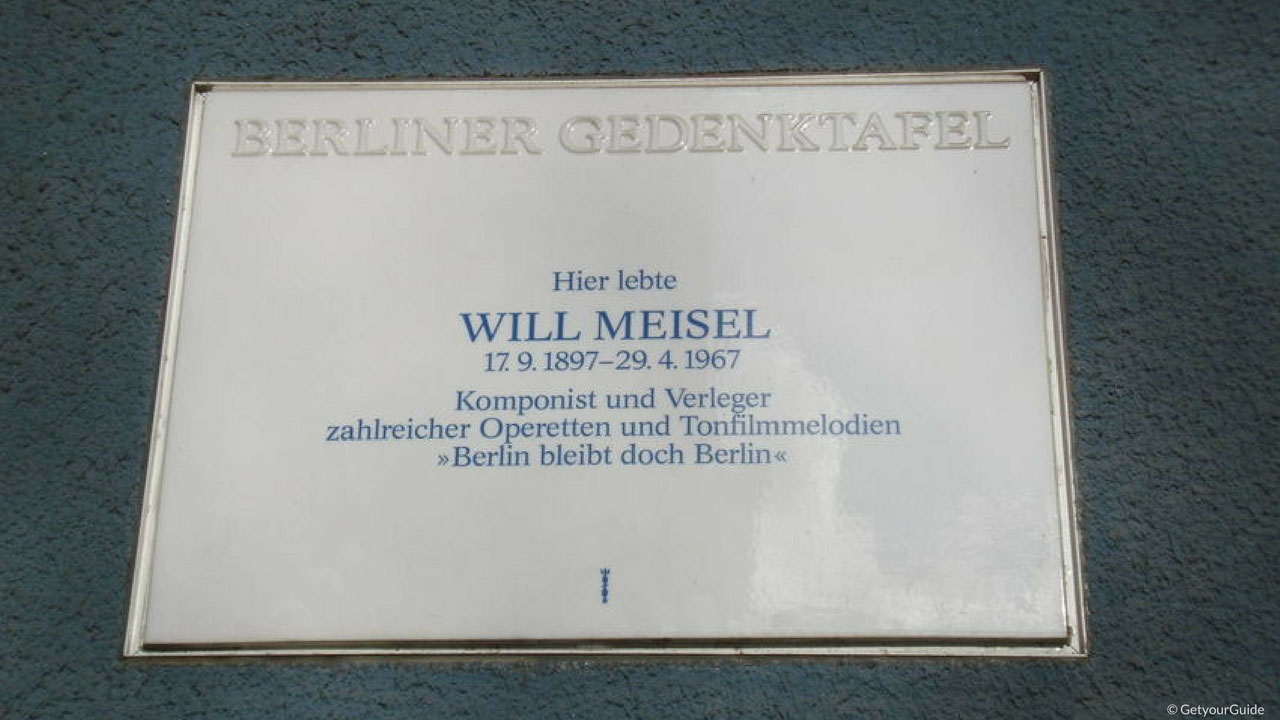 BERLINER GEDENKTAFEL
Hier lebte
WILL MEISEL
17. 9. 1897–29. 4. 1967
Komponist und Verleger
zahlreicher Operetten und Tonfilmmelodien
»Berlin bleibt doch Berlin«
© GetyourGuide